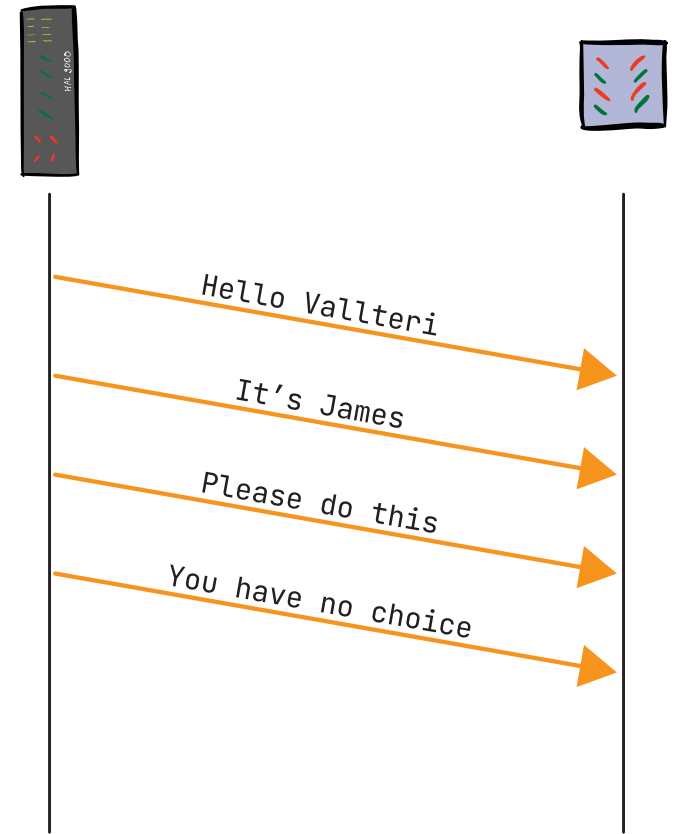 HAL 9000
Hello Vallteri
It’s James
Please do this
You have no choice